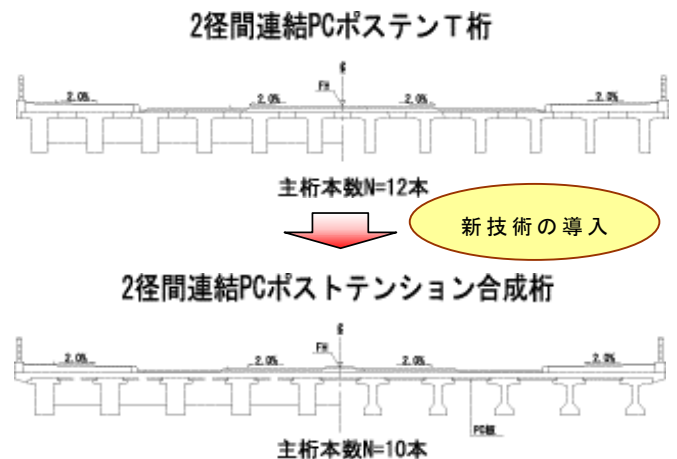 2径間連結PCポステンT桁
FH
2.0%
2.0%
2.0%
2.0%
主桁本数N=12本
新技術の導入
2径間連結PCポストテンション合成桁
FH
2.0%
2.0%
2.0%
2.0%
PC板
主桁本数N=10本